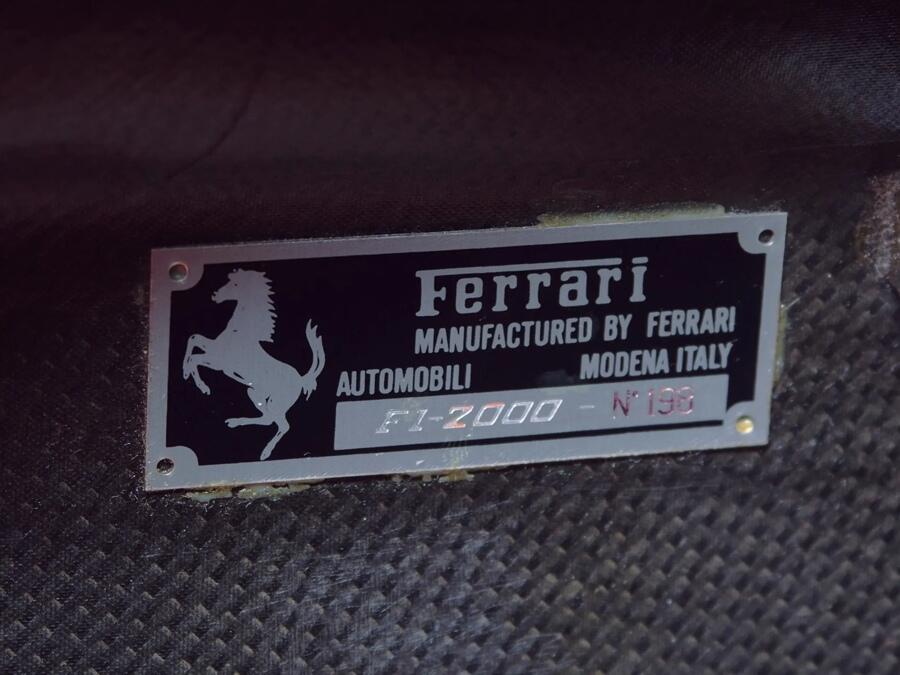 Ferrari
MANUFACTURED BY FERRARI
AUTOMOBILI MODENA ITALY
F1-2000 - N° 198